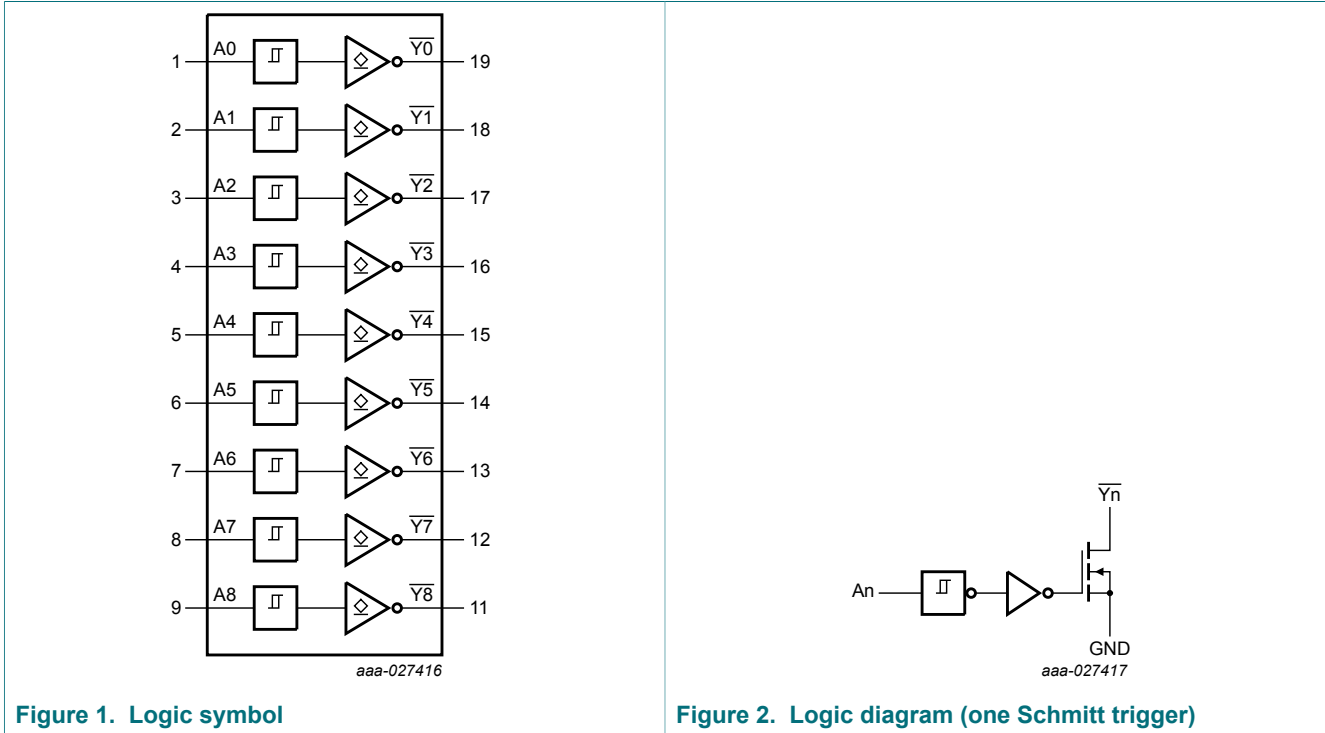 1 A0 Y0 19
2 A1 Y1 18
3 A2 Y2 17
4 A3 Y3 16
5 A4 Y4 15
6 A5 Y5 14
7 A6 Y6 13
8 A7 Y7 12
9 A8 Y8 11
aaa-027416
Figure 1. Logic symbol
Yn
An
GND
aaa-027417
Figure 2. Logic diagram (one Schmitt trigger)